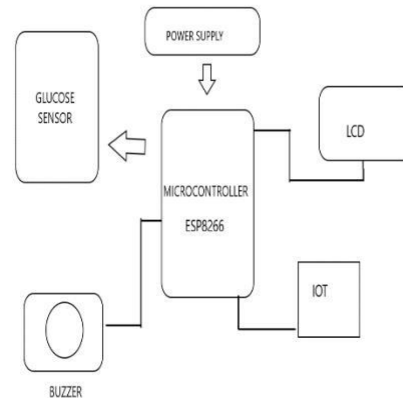 POWER SUPPLY
GLUCOSE
SENSOR
LCD
MICROCONTROLLER
ESP8266
IOT
BUZZER